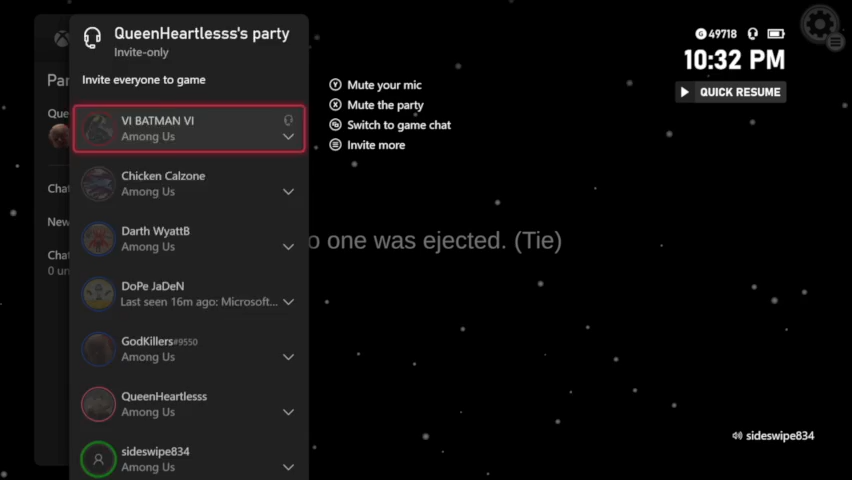 QueenHeartlesss's party
Invite-only
Invite everyone to game
VI BATMAN VI
Among Us
Chicken Calzone
Among Us
Darth WyattB
Among Us
DoPe JaDeN
Last seen 16m ago: Microsoft...
GodKillers#9550
Among Us
QueenHeartlesss
Among Us
sideswipe834
Among Us
Par
Que
Chat
New
Chat
0 un
Mute your mic
Mute the party
Switch to game chat
Invite more
o one was ejected. (Tie)
G 49718
10:32 PM
QUICK RESUME
sideswipe834